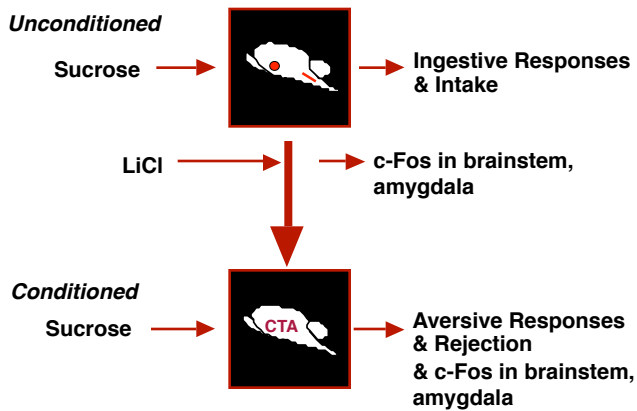 Unconditioned
Sucrose
Ingestive Responses
& Intake
LiCl
c-Fos in brainstem,
amygdala
Conditioned
Sucrose
CTA
Aversive Responses
& Rejection
& c-Fos in brainstem,
amygdala